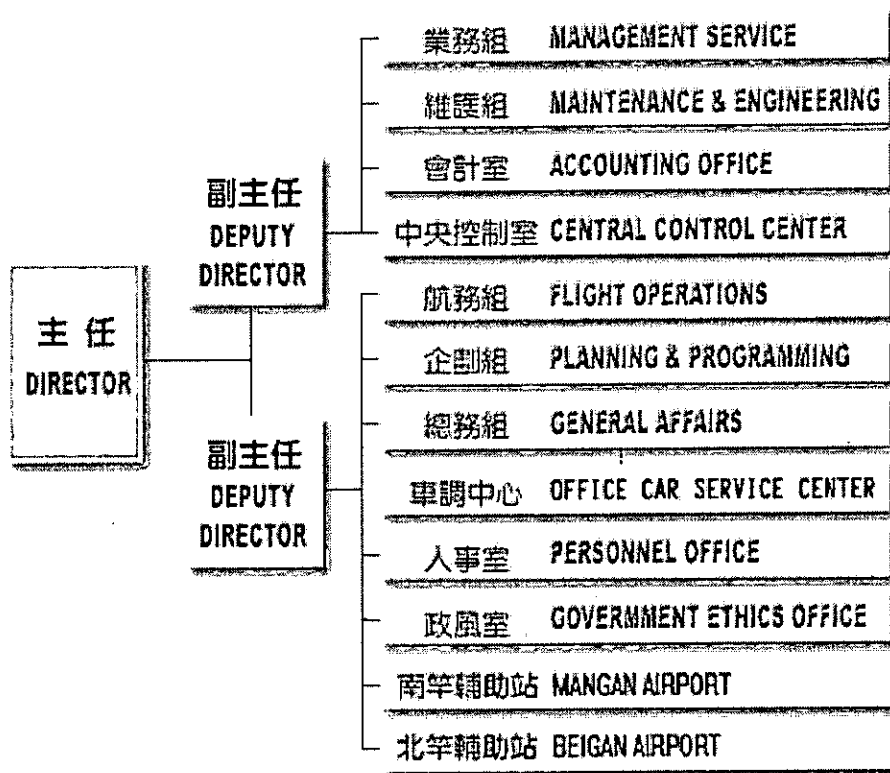 主任
DIRECTOR
副主任
DEPUTY
DIRECTOR
業務組 MANAGEMENT SERVICE
維護組 MAINTENANCE & ENGINEERING
會計室 ACCOUNTING OFFICE
中央控制室 CENTRAL CONTROL CENTER
副主任
DEPUTY
DIRECTOR
航務組 FLIGHT OPERATIONS
企劃組 PLANNING & PROGRAMMING
總務組 GENERAL AFFAIRS
車調中心 OFFICE CAR SERVICE CENTER
人事室 PERSONNEL OFFICE
政風室 GOVERMMENT ETHICS OFFICE
南竿輔助站 MANGAN AIRPORT
北竿輔助站 BEIGAN AIRPORT